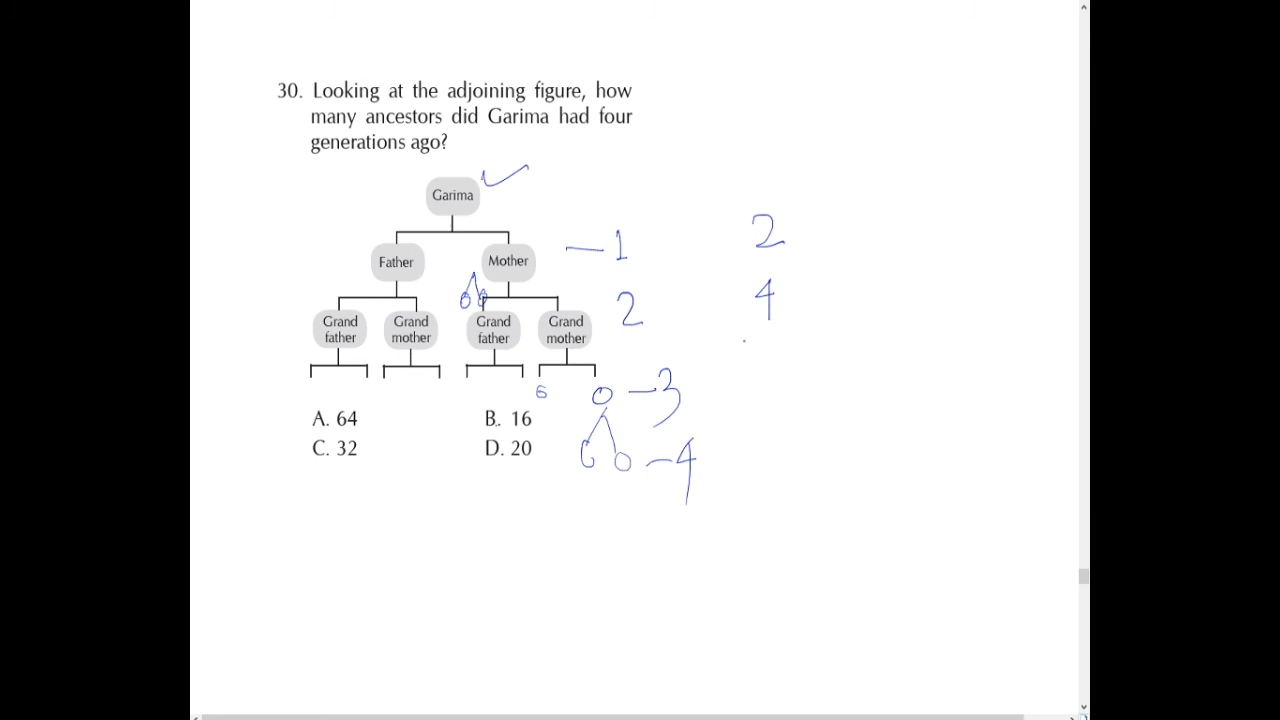 30. Looking at the adjoining figure, how
many ancestors did Garima had four
generations ago?
Garima
Father Mother – 1 2
Grand father Grand mother Grand father Grand mother 2 4
– 3
A. 64 B.. 16
C. 32 D. 20 – 4